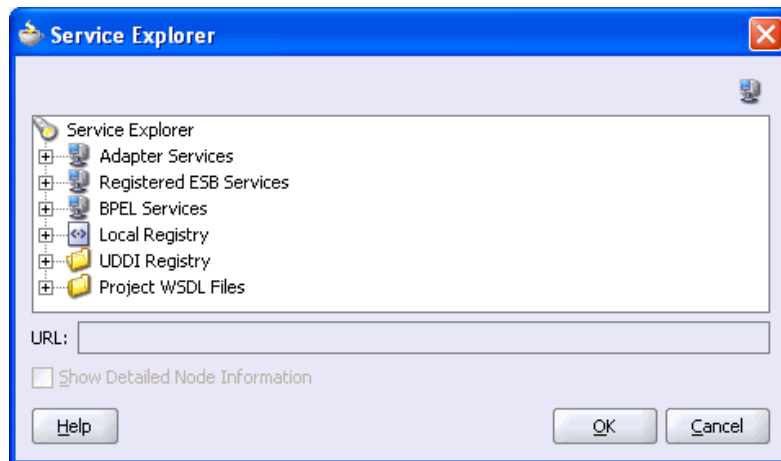 Service Explorer
Service Explorer
Adapter Services
Registered ESB Services
BPEL Services
Local Registry
UDDI Registry
Project WSDL Files
URL:
Show Detailed Node Information
Help OK Cancel